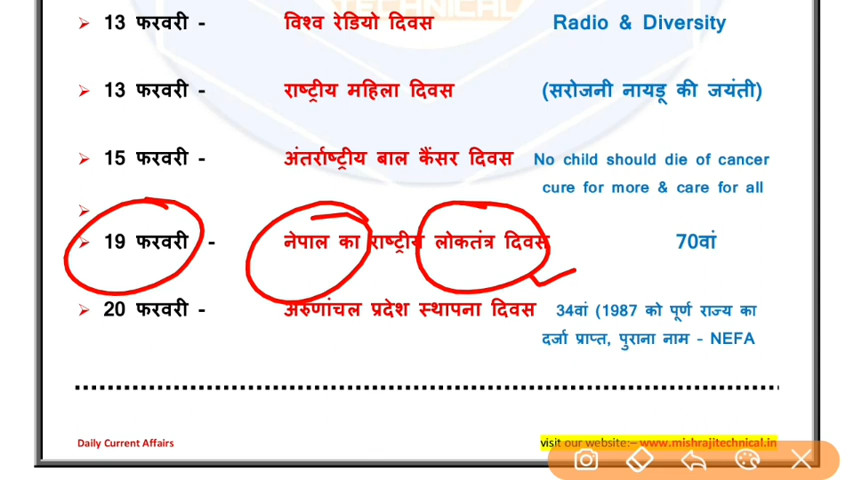 TECHNICAL
➢ 13 फरवरी - विश्व रेडियो दिवस Radio & Diversity
➢ 13 फरवरी - राष्ट्रीय महिला दिवस (सरोजनी नायडू की जयंती)
➢ 15 फरवरी - अंतर्राष्ट्रीय बाल कैंसर दिवस No child should die of cancer
cure for more & care for all
➢
➢ 19 फरवरी - नेपाल का राष्ट्रीय लोकतंत्र दिवस 70वां
➢ 20 फरवरी - अरुणांचल प्रदेश स्थापना दिवस 34वां (1987 को पूर्ण राज्य का
दर्जा प्राप्त, पुराना नाम - NEFA
Daily Current Affairs visit our website:– www.mishrajitechnical.in